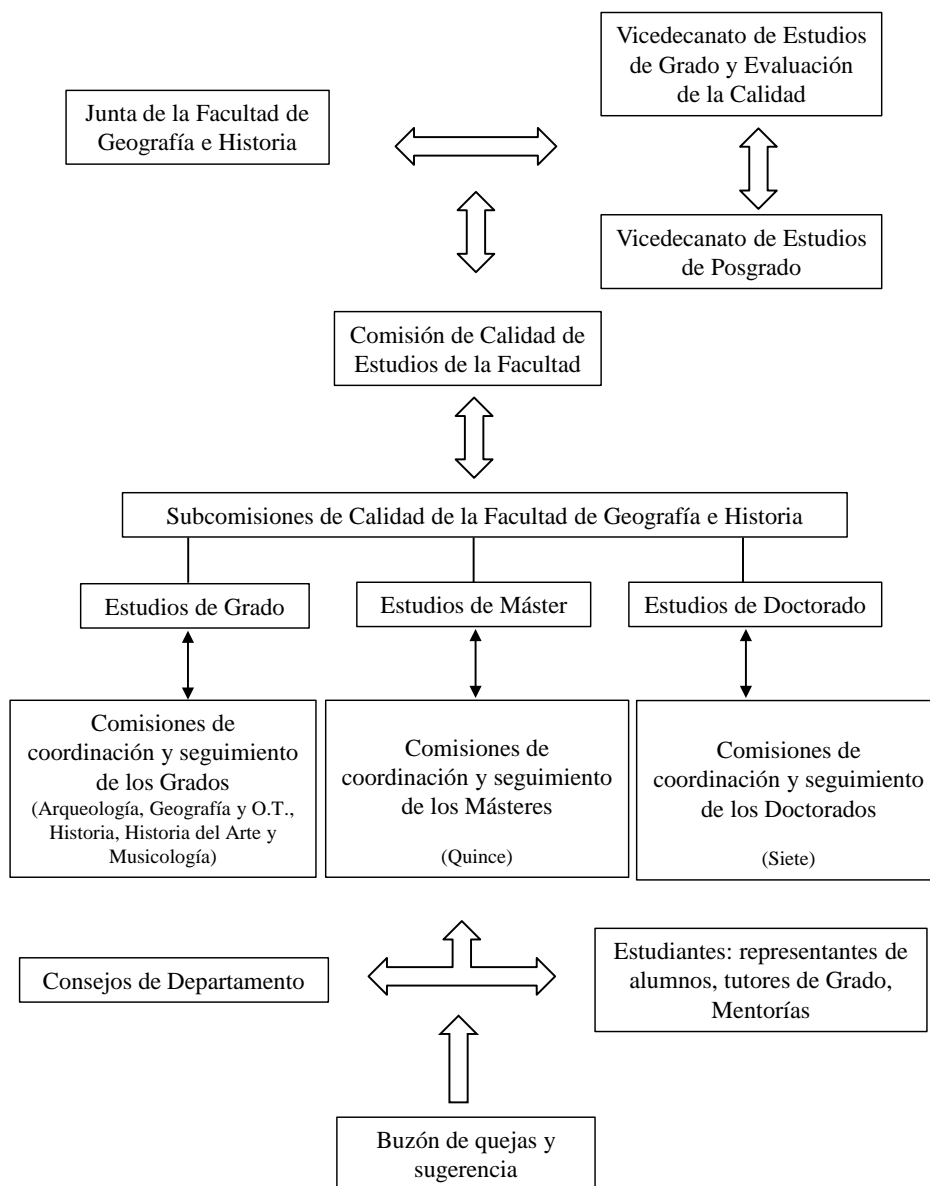 Vicedecanato de Estudios
de Grado y Evaluación
de la Calidad
Junta de la Facultad de
Geografía e Historia
Vicedecanato de Estudios
de Posgrado
Comisión de Calidad de
Estudios de la Facultad
Subcomisiones de Calidad de la Facultad de Geografía e Historia
Estudios de Grado
Estudios de Máster
Estudios de Doctorado
Comisiones de
coordinación y seguimiento
de los Grados
(Arqueología, Geografía y O.T.,
Historia, Historia del Arte y
Musicología)
Comisiones de
coordinación y seguimiento
de los Másteres
(Quince)
Comisiones de
coordinación y seguimiento
de los Doctorados
(Siete)
Consejos de Departamento
Estudiantes: representantes de
alumnos, tutores de Grado,
Mentorías
Buzón de quejas y
sugerencia